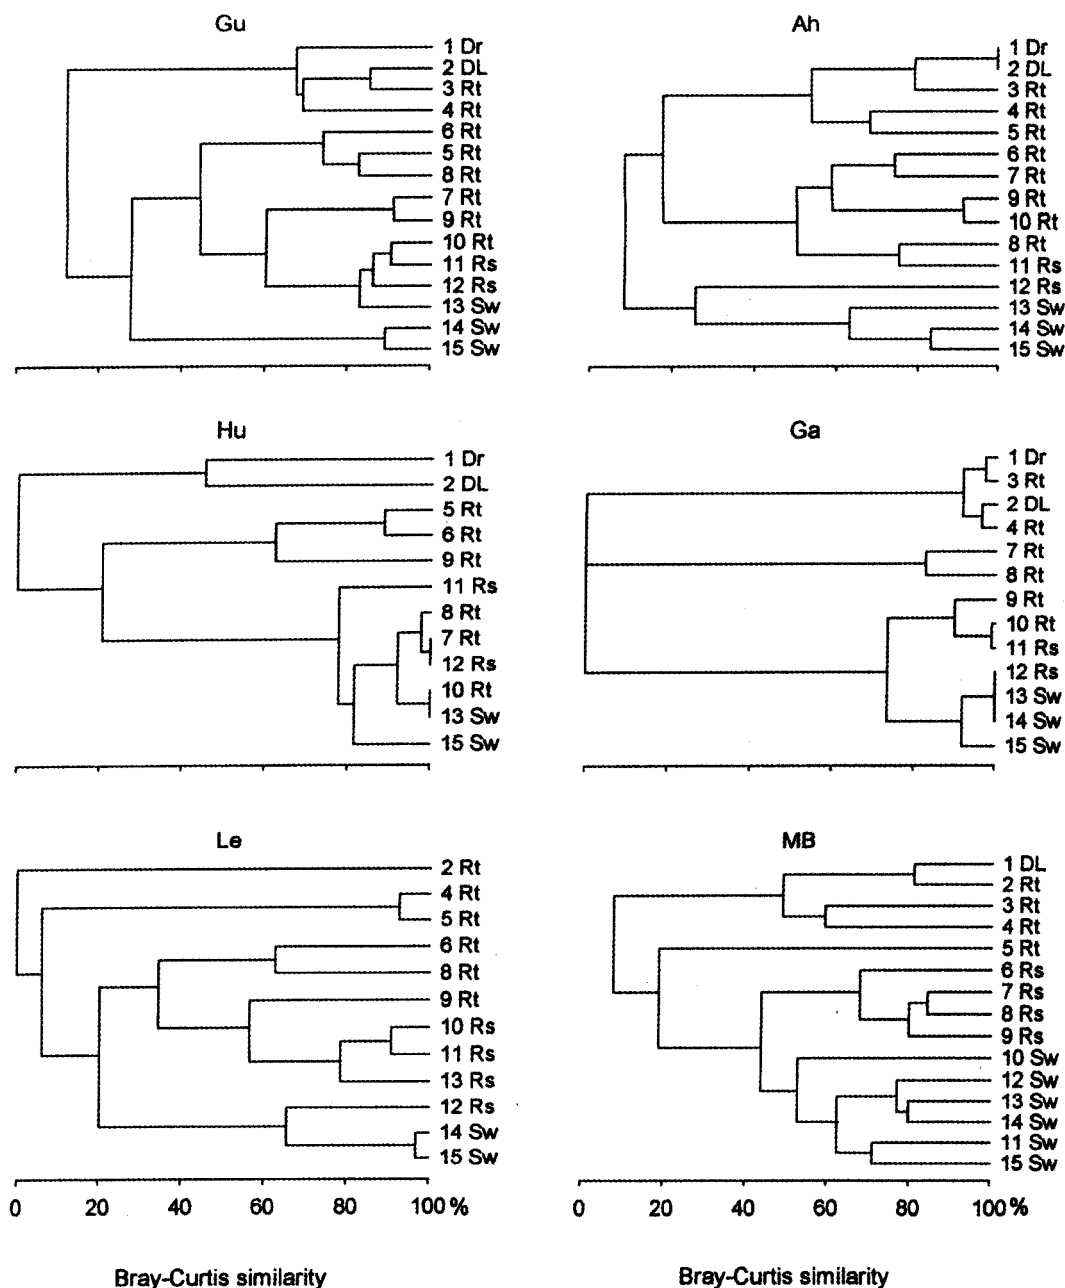 Gu
1 Dr
2 DL
3 Rt
4 Rt
6 Rt
5 Rt
8 Rt
7 Rt
9 Rt
10 Rt
11 Rs
12 Rs
13 Sw
14 Sw
15 Sw
Ah
1 Dr
2 DL
3 Rt
4 Rt
5 Rt
6 Rt
7 Rt
9 Rt
10 Rt
8 Rt
11 Rs
12 Rs
13 Sw
14 Sw
15 Sw
Hu
1 Dr
2 DL
5 Rt
6 Rt
9 Rt
11 Rs
8 Rt
7 Rt
12 Rs
10 Rt
13 Sw
15 Sw
Ga
1 Dr
3 Rt
2 DL
4 Rt
7 Rt
8 Rt
9 Rt
10 Rt
11 Rs
12 Rs
13 Sw
14 Sw
15 Sw
Le
2 Rt
4 Rt
5 Rt
6 Rt
8 Rt
9 Rt
10 Rs
11 Rs
13 Rs
12 Rs
14 Sw
15 Sw
0 20 40 60 80 100 %
Bray-Curtis similarity
MB
1 DL
2 Rt
3 Rt
4 Rt
5 Rt
6 Rs
7 Rs
8 Rs
9 Rs
10 Sw
12 Sw
13 Sw
14 Sw
11 Sw
15 Sw
0 20 40 60 80 100 %
Bray-Curtis similarity